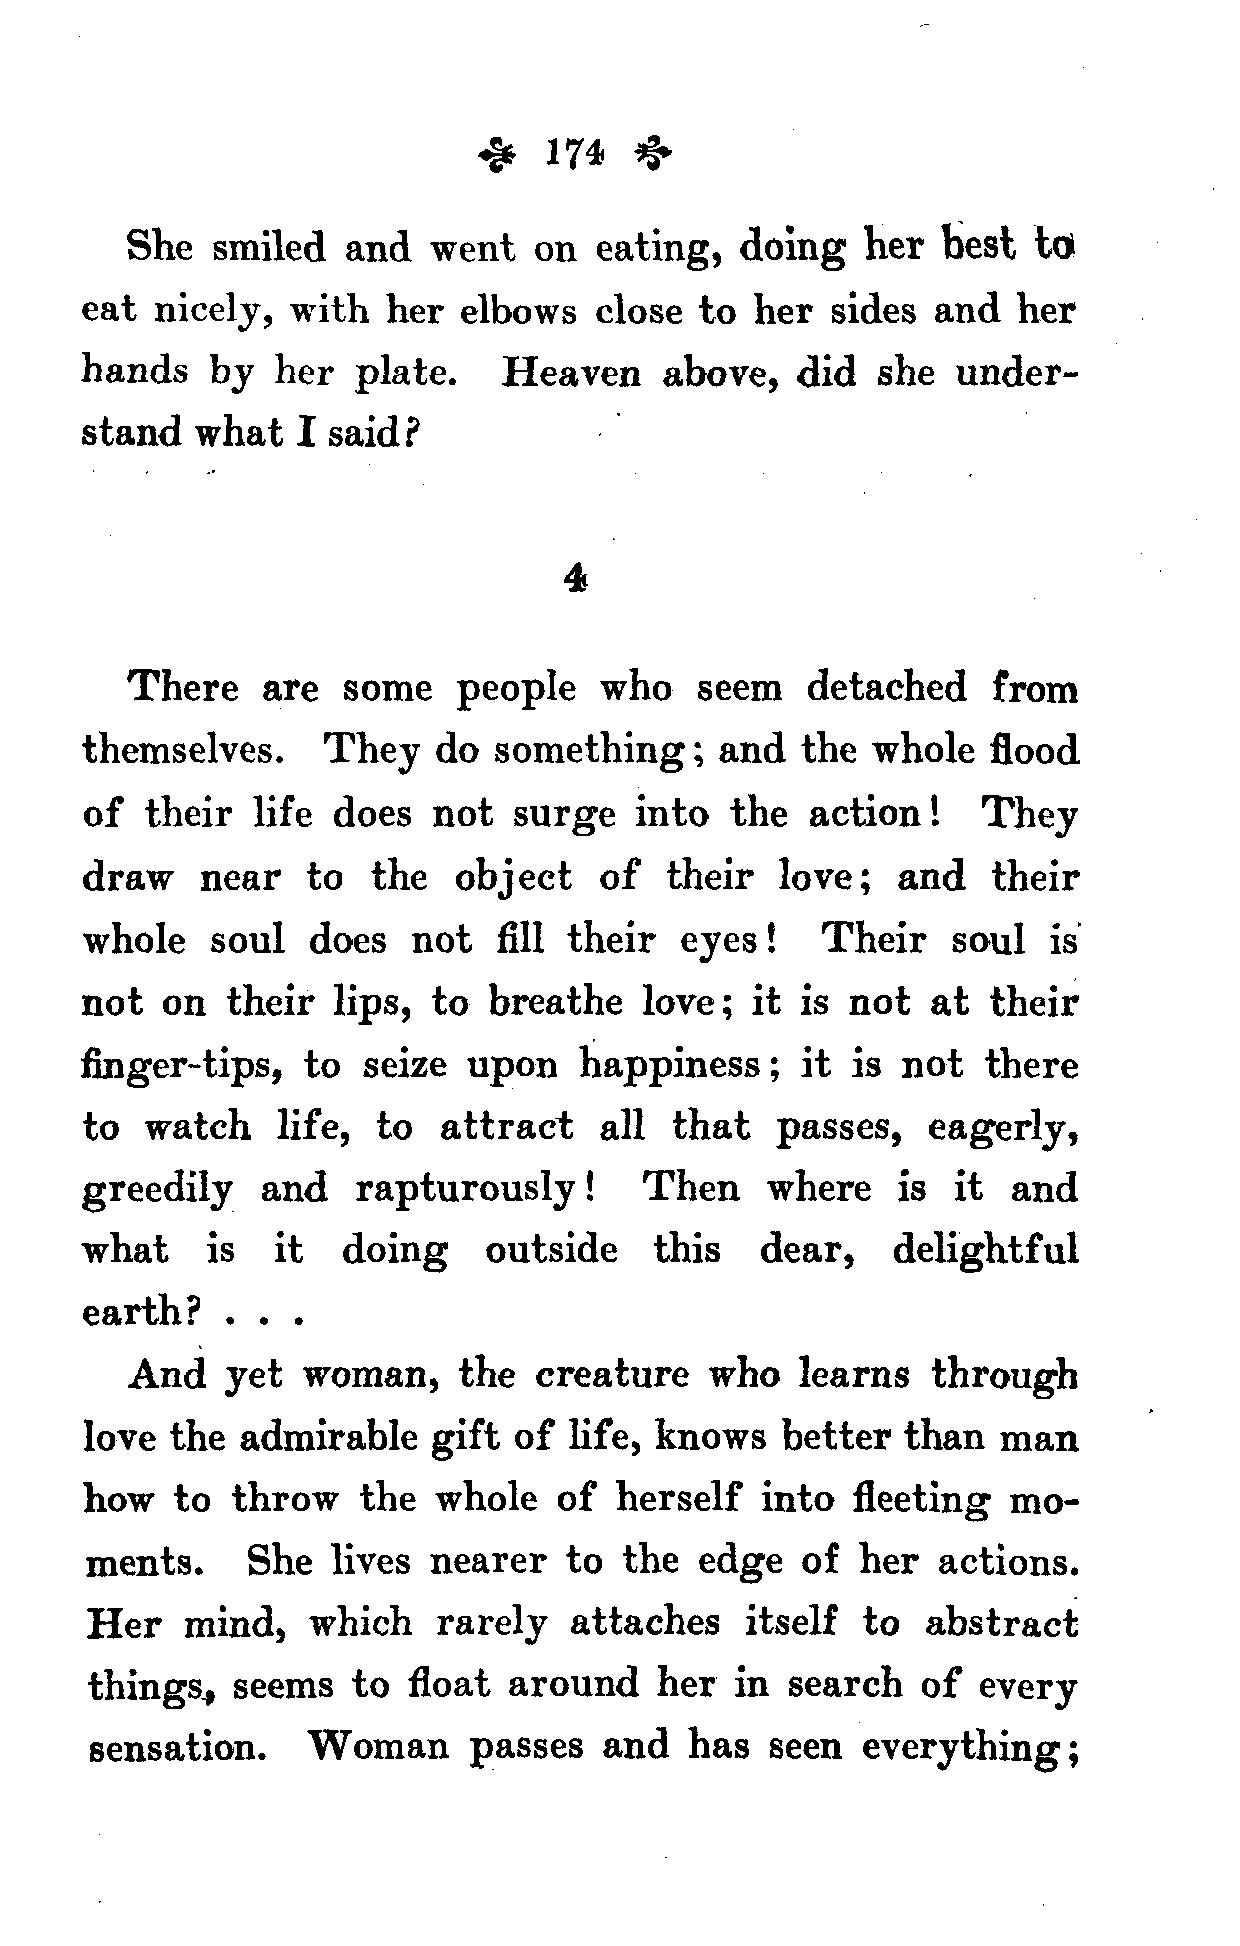 174
She smiled and went on eating, doing her best to
eat nicely, with her elbows close to her sides and her
hands by her plate. Heaven above, did she under-
stand what I said?
4
There are some people who seem detached from
themselves. They do something; and the whole flood
of their life does not surge into the action! They
draw near to the object of their love; and their
whole soul does not fill their eyes! Their soul is
not on their lips, to breathe love; it is not at their
finger-tips, to seize upon happiness; it is not there
to watch life, to attract all that passes, eagerly,
greedily and rapturously! Then where is it and
what is it doing outside this dear, delightful
earth? . . .
And yet woman, the creature who learns through
love the admirable gift of life, knows better than man
how to throw the whole of herself into fleeting mo-
ments. She lives nearer to the edge of her actions.
Her mind, which rarely attaches itself to abstract
things, seems to float around her in search of every
sensation. Woman passes and has seen everything;